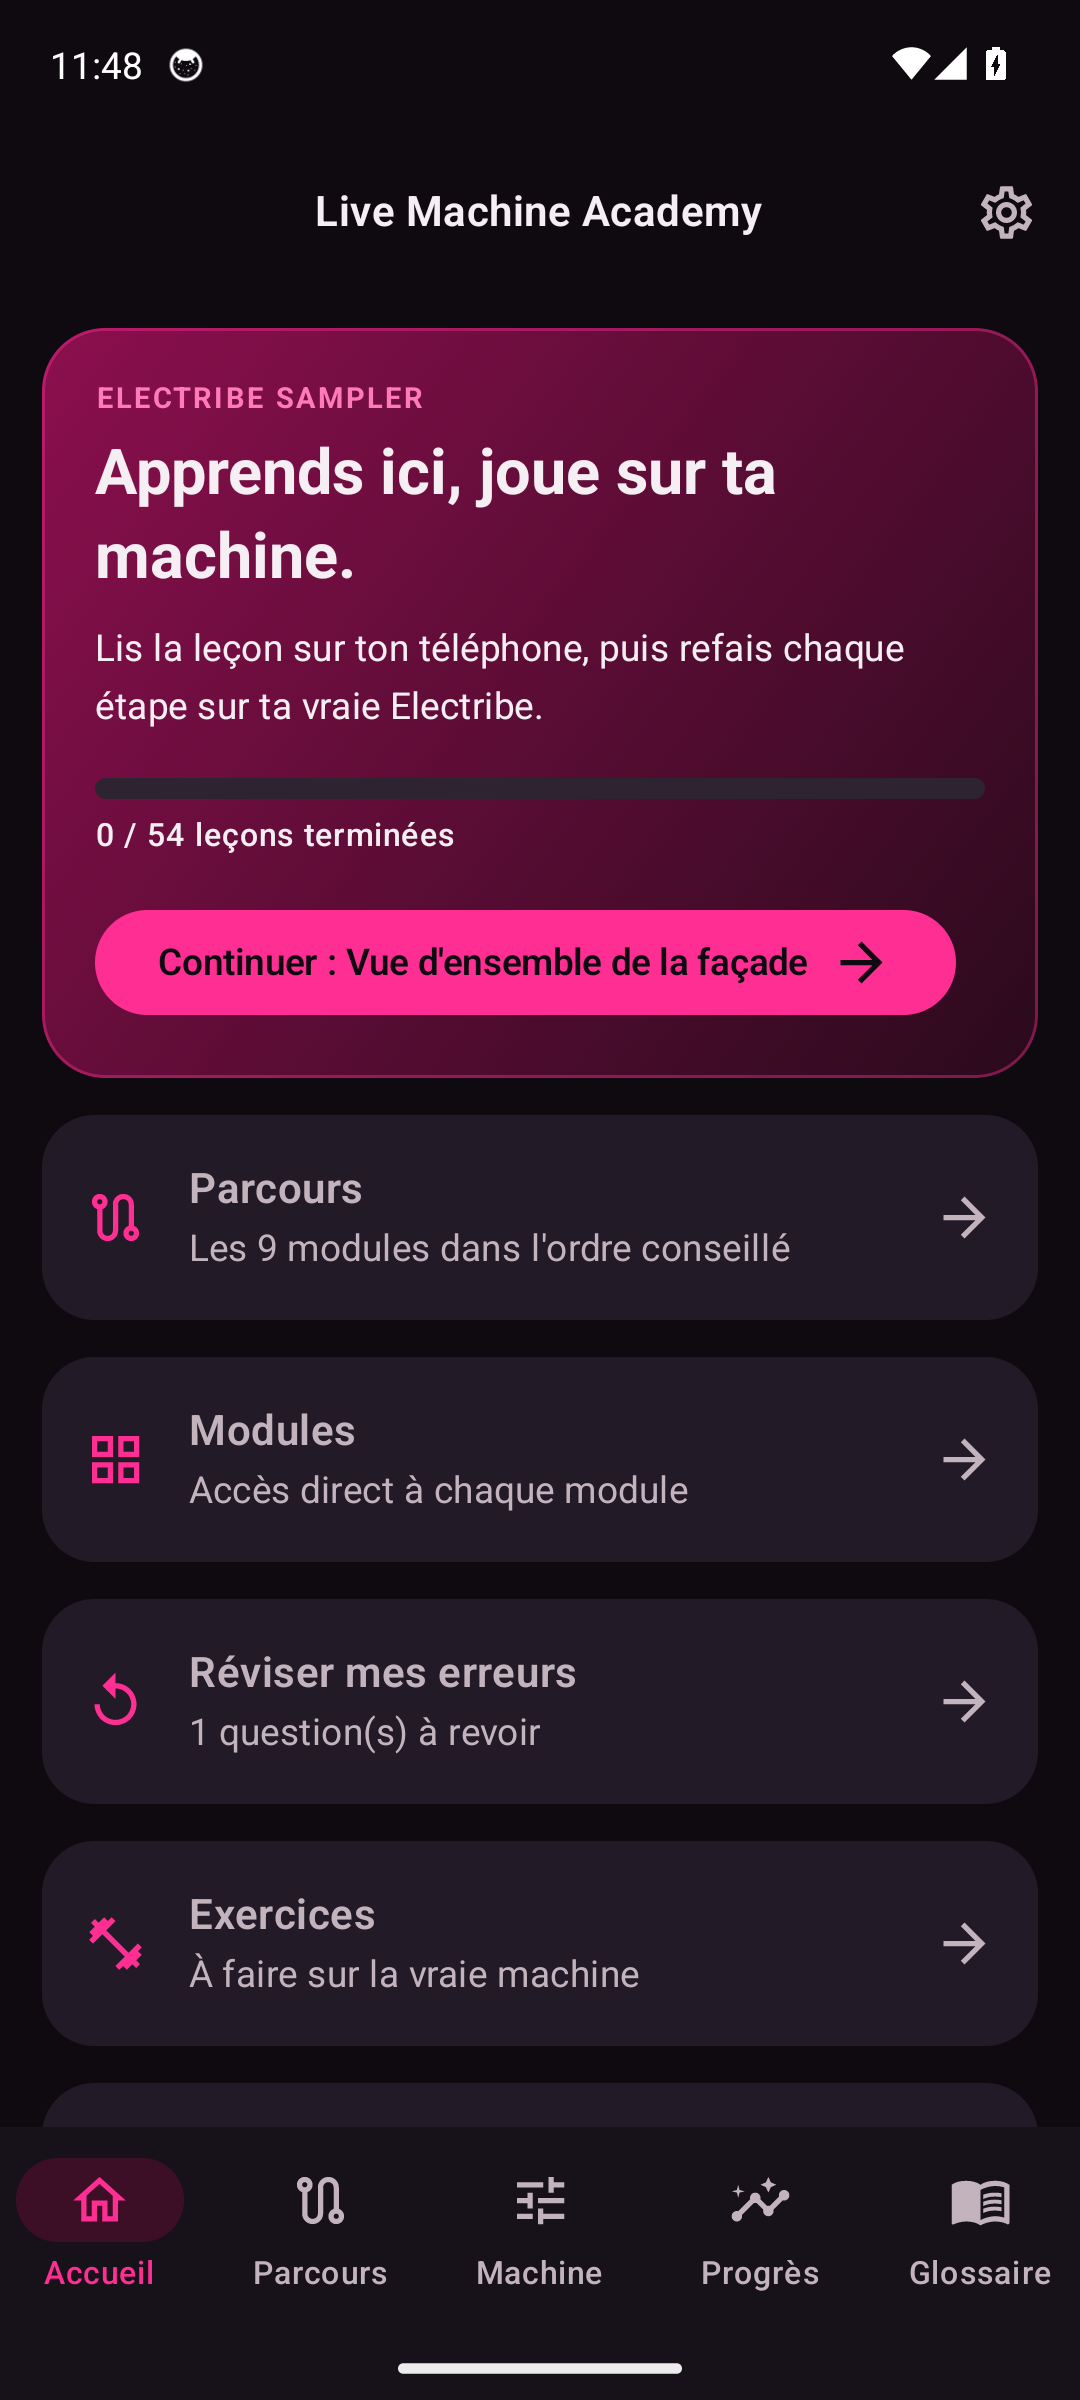 11:48
Live Machine Academy
ELECTRIBE SAMPLER
Apprends ici, joue sur ta
machine.
Lis la leçon sur ton téléphone, puis refais chaque
étape sur ta vraie Electribe.
0 / 54 leçons terminées
Continuer : Vue d'ensemble de la façade
Parcours
Les 9 modules dans l'ordre conseillé
Modules
Accès direct à chaque module
Réviser mes erreurs
1 question(s) à revoir
Exercices
À faire sur la vraie machine
Accueil
Parcours
Machine
Progrès
Glossaire